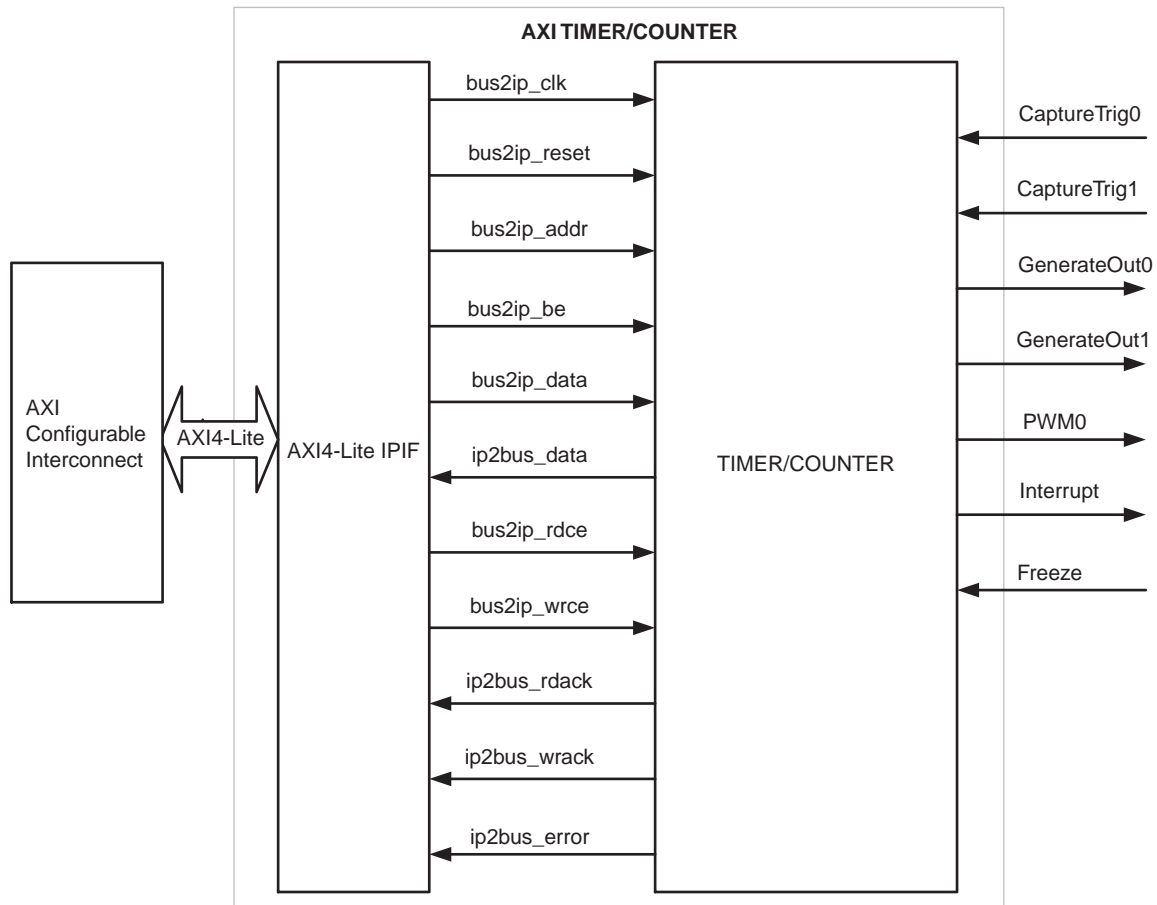 AXI TIMER/COUNTER
bus2ip_clk
bus2ip_reset
bus2ip_addr
bus2ip_be
bus2ip_data
ip2bus_data
bus2ip_rdce
bus2ip_wrce
ip2bus_rdack
ip2bus_wrack
ip2bus_error
AXI
Configurable
Interconnect
AXI4-Lite
AXI4-Lite IPIF
TIMER/COUNTER
CaptureTrig0
CaptureTrig1
GenerateOut0
GenerateOut1
PWM0
Interrupt
Freeze